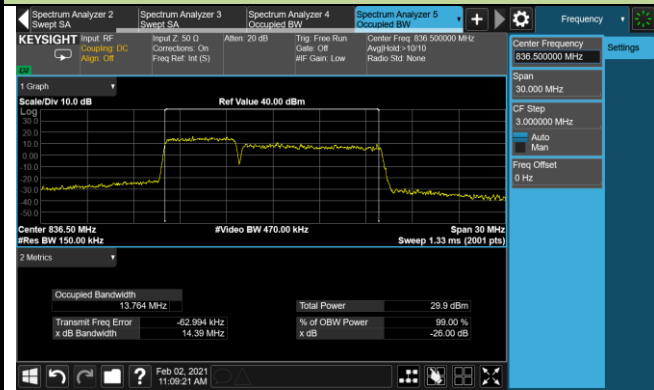 Spectrum Analyzer 2
Swept SA
Spectrum Analyzer 3
Swept SA
Spectrum Analyzer 4
Occupied BW
Spectrum Analyzer 5
Occupied BW
Frequency
KEYSIGHT
Input: RF
Coupling: DC
Align: Off
Input Z: 50 Ω
Corrections: On
Freq Ref: Int (S)
Atten: 20 dB
Trig: Free Run
Gate: Off
#IF Gain: Low
Center Freq: 836.500000 MHz
Avg|Hold:>10/10
Radio Std: None
Center Frequency
836.500000 MHz
Settings
Span
30.000 MHz
CF Step
3.000000 MHz
Auto
Man
Freq Offset
0 Hz
1 Graph
Scale/Div 10.0 dB
Ref Value 40.00 dBm
Log
30.0
20.0
10.0
0.00
-10.0
-20.0
-30.0
-40.0
-50.0
Center 836.50 MHz
#Video BW 470.00 kHz
Span 30 MHz
#Res BW 150.00 kHz
Sweep 1.33 ms (2001 pts)
2 Metrics
Occupied Bandwidth
13.764 MHz
Total Power
29.9 dBm
Transmit Freq Error
-62.994 kHz
% of OBW Power
99.00 %
x dB Bandwidth
14.39 MHz
x dB
-26.00 dB
Feb 02, 2021
11:09:21 AM